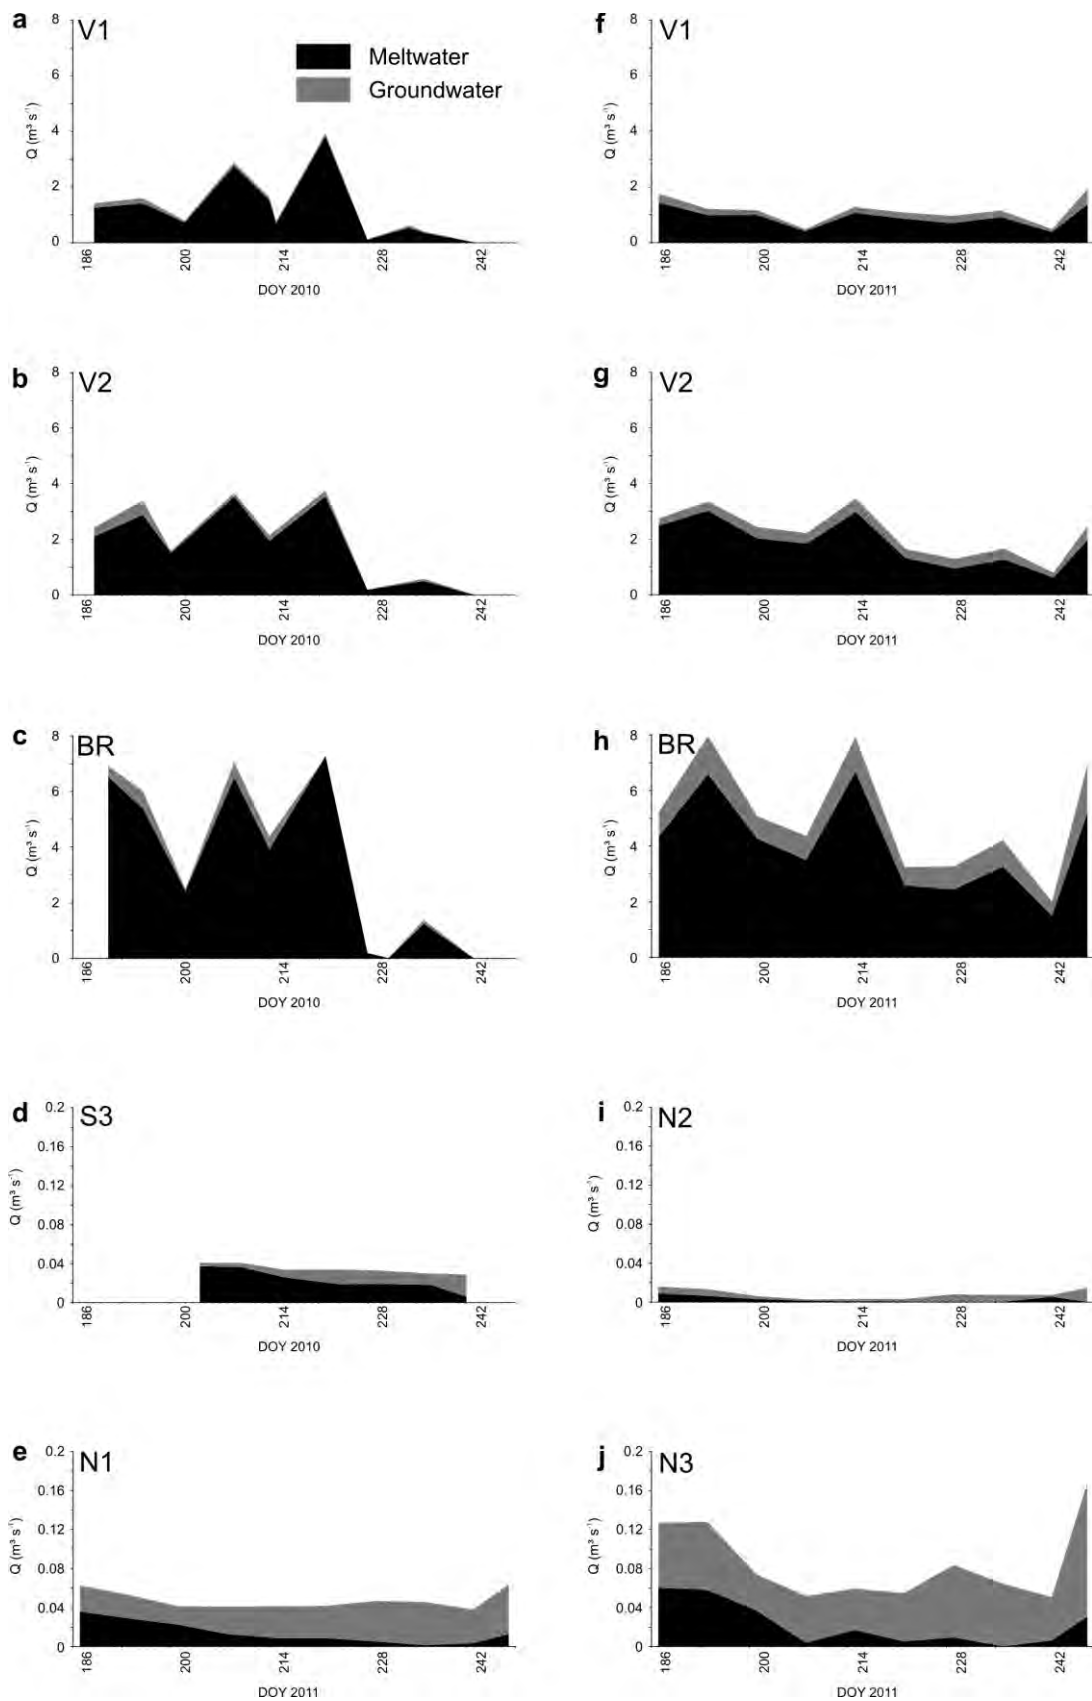 a V1
8
6
4
2
0
Q (m³ s⁻¹)
Meltwater
Groundwater
186 200 214 228 242
DOY 2010
f V1
8
6
4
2
0
Q (m³ s⁻¹)
186 200 214 228 242
DOY 2011
b V2
8
6
4
2
0
Q (m³ s⁻¹)
186 200 214 228 242
DOY 2010
g V2
8
6
4
2
0
Q (m³ s⁻¹)
186 200 214 228 242
DOY 2011
c BR
8
6
4
2
0
Q (m³ s⁻¹)
186 200 214 228 242
DOY 2010
h BR
8
6
4
2
0
Q (m³ s⁻¹)
186 200 214 228 242
DOY 2011
d S3
0.2
0.16
0.12
0.08
0.04
0
Q (m³ s⁻¹)
186 200 214 228 242
DOY 2010
i N2
0.2
0.16
0.12
0.08
0.04
0
Q (m³ s⁻¹)
186 200 214 228 242
DOY 2011
e N1
0.2
0.16
0.12
0.08
0.04
0
Q (m³ s⁻¹)
186 200 214 228 242
DOY 2011
j N3
0.2
0.16
0.12
0.08
0.04
0
Q (m³ s⁻¹)
186 200 214 228 242
DOY 2011